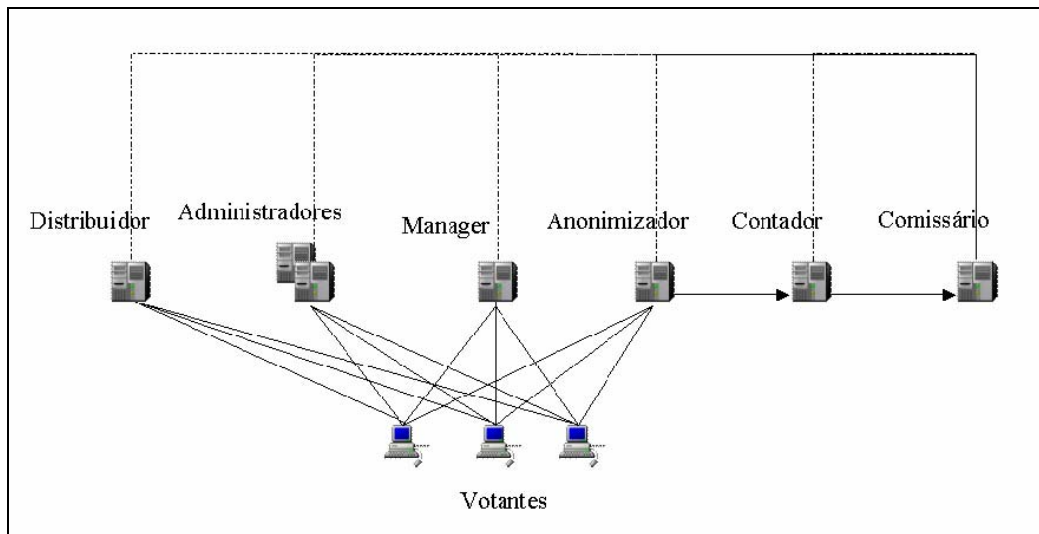 Distribuidor
Administradores
Manager
Anonimizador
Contador
Comissário
Votantes